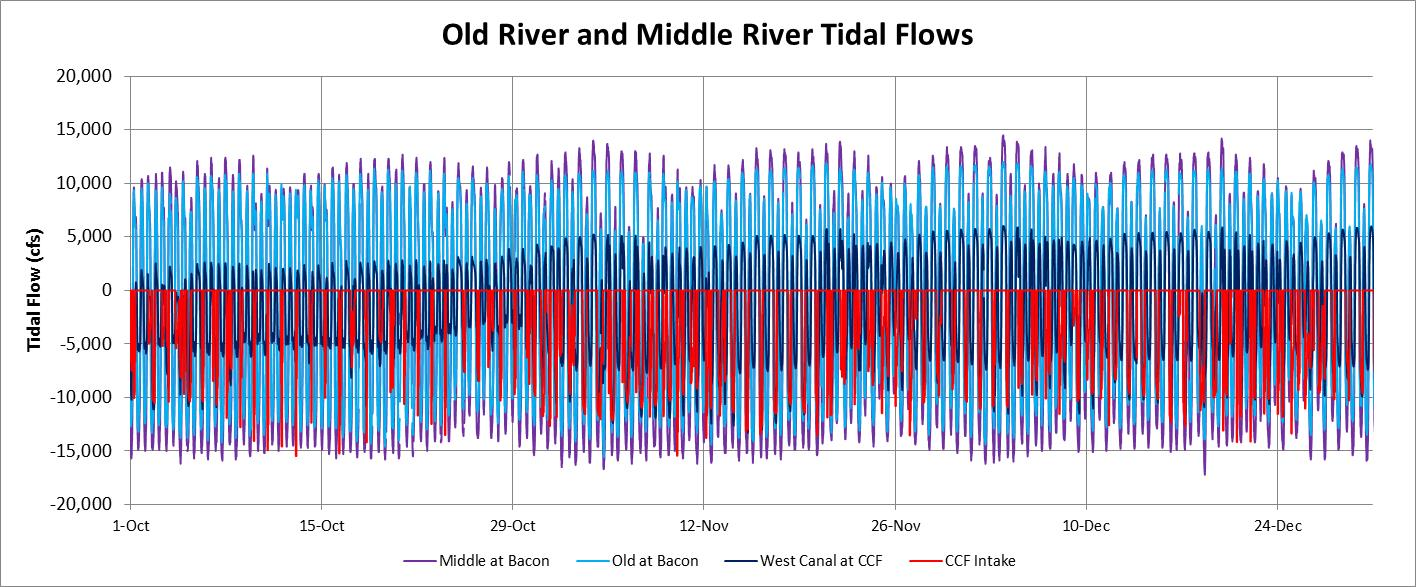 Old River and Middle River Tidal Flows
Tidal Flow (cfs)
20,000
15,000
10,000
5,000
0
-5,000
-10,000
-15,000
-20,000
1-Oct 15-Oct 29-Oct 12-Nov 26-Nov 10-Dec 24-Dec
Middle at Bacon Old at Bacon West Canal at CCF CCF Intake